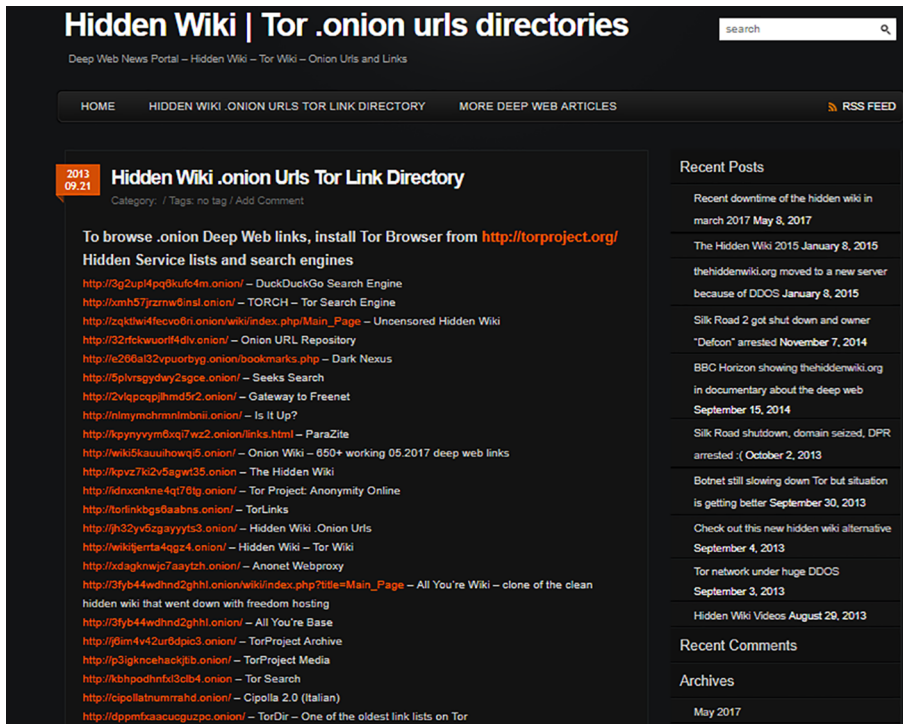 Hidden Wiki | Tor .onion urls directories
search
Deep Web News Portal – Hidden Wiki – Tor Wiki – Onion Urls and Links
HOME
HIDDEN WIKI .ONION URLS TOR LINK DIRECTORY
MORE DEEP WEB ARTICLES
RSS FEED
2013
09.21
Hidden Wiki .onion Urls Tor Link Directory
Category: / Tags: no tag / Add Comment
To browse .onion Deep Web links, install Tor Browser from http://torproject.org/
Hidden Service lists and search engines
http://3g2upl4pq6kufc4m.onion/ – DuckDuckGo Search Engine
http://xmh57jrzrnw6insl.onion/ – TORCH – Tor Search Engine
http://zqktlwi4fecvo6ri.onion/wiki/index.php/Main_Page – Uncensored Hidden Wiki
http://32rfckwuorlf4dlv.onion/ – Onion URL Repository
http://e266al32vpuorbyg.onion/bookmarks.php – Dark Nexus
http://5plvrsgydwy2sgce.onion/ – Seeks Search
http://2vlqpcqpjlhmd5r2.onion/ – Gateway to Freenet
http://nlmymchrmnlmbnii.onion/ – Is It Up?
http://kpynyvym6xqi7wz2.onion/links.html – ParaZite
http://wiki5kauuihowqi5.onion/ – Onion Wiki – 650+ working 05.2017 deep web links
http://kpvz7ki2v5agwt35.onion – The Hidden Wiki
http://idnxcnkne4qt76tg.onion/ – Tor Project: Anonymity Online
http://torlinkbgs6aabns.onion/ – TorLinks
http://jh32yv5zgayyyts3.onion/ – Hidden Wiki .Onion Urls
http://wikitjerrta4qgz4.onion/ – Hidden Wiki – Tor Wiki
http://xdagknwjc7aaytzh.onion/ – Anonet Webproxy
http://3fyb44wdhnd2ghhl.onion/wiki/index.php?title=Main_Page – All You're Wiki – clone of the clean
hidden wiki that went down with freedom hosting
http://3fyb44wdhnd2ghhl.onion/ – All You're Base
http://j6im4v42ur6dpic3.onion/ – TorProject Archive
http://p3igkncehackjtib.onion/ – TorProject Media
http://kbhpodhnfxl3clb4.onion – Tor Search
http://cipollatnumrrahd.onion/ – Cipolla 2.0 (Italian)
http://dppmfxaacucguzpc.onion/ – TorDir – One of the oldest link lists on Tor
Recent Posts
Recent downtime of the hidden wiki in
march 2017 May 8, 2017
The Hidden Wiki 2015 January 8, 2015
thehiddenwiki.org moved to a new server
because of DDOS January 8, 2015
Silk Road 2 got shut down and owner
"Defcon" arrested November 7, 2014
BBC Horizon showing thehiddenwiki.org
in documentary about the deep web
September 15, 2014
Silk Road shutdown, domain seized, DPR
arrested :( October 2, 2013
Botnet still slowing down Tor but situation
is getting better September 30, 2013
Check out this new hidden wiki alternative
September 4, 2013
Tor network under huge DDOS
September 3, 2013
Hidden Wiki Videos August 29, 2013
Recent Comments
Archives
May 2017